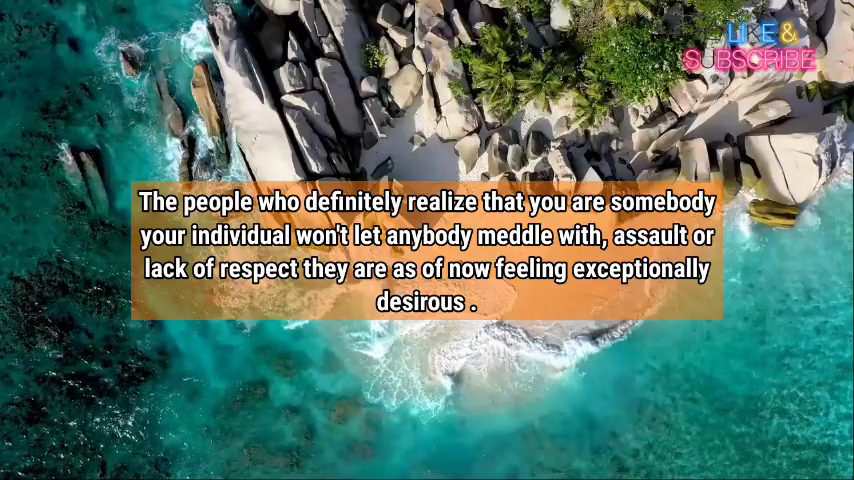 LIKE &
SUBSCRIBE
The people who definitely realize that you are somebody
your individual won't let anybody meddle with, assault or
lack of respect they are as of now feeling exceptionally
desirous .